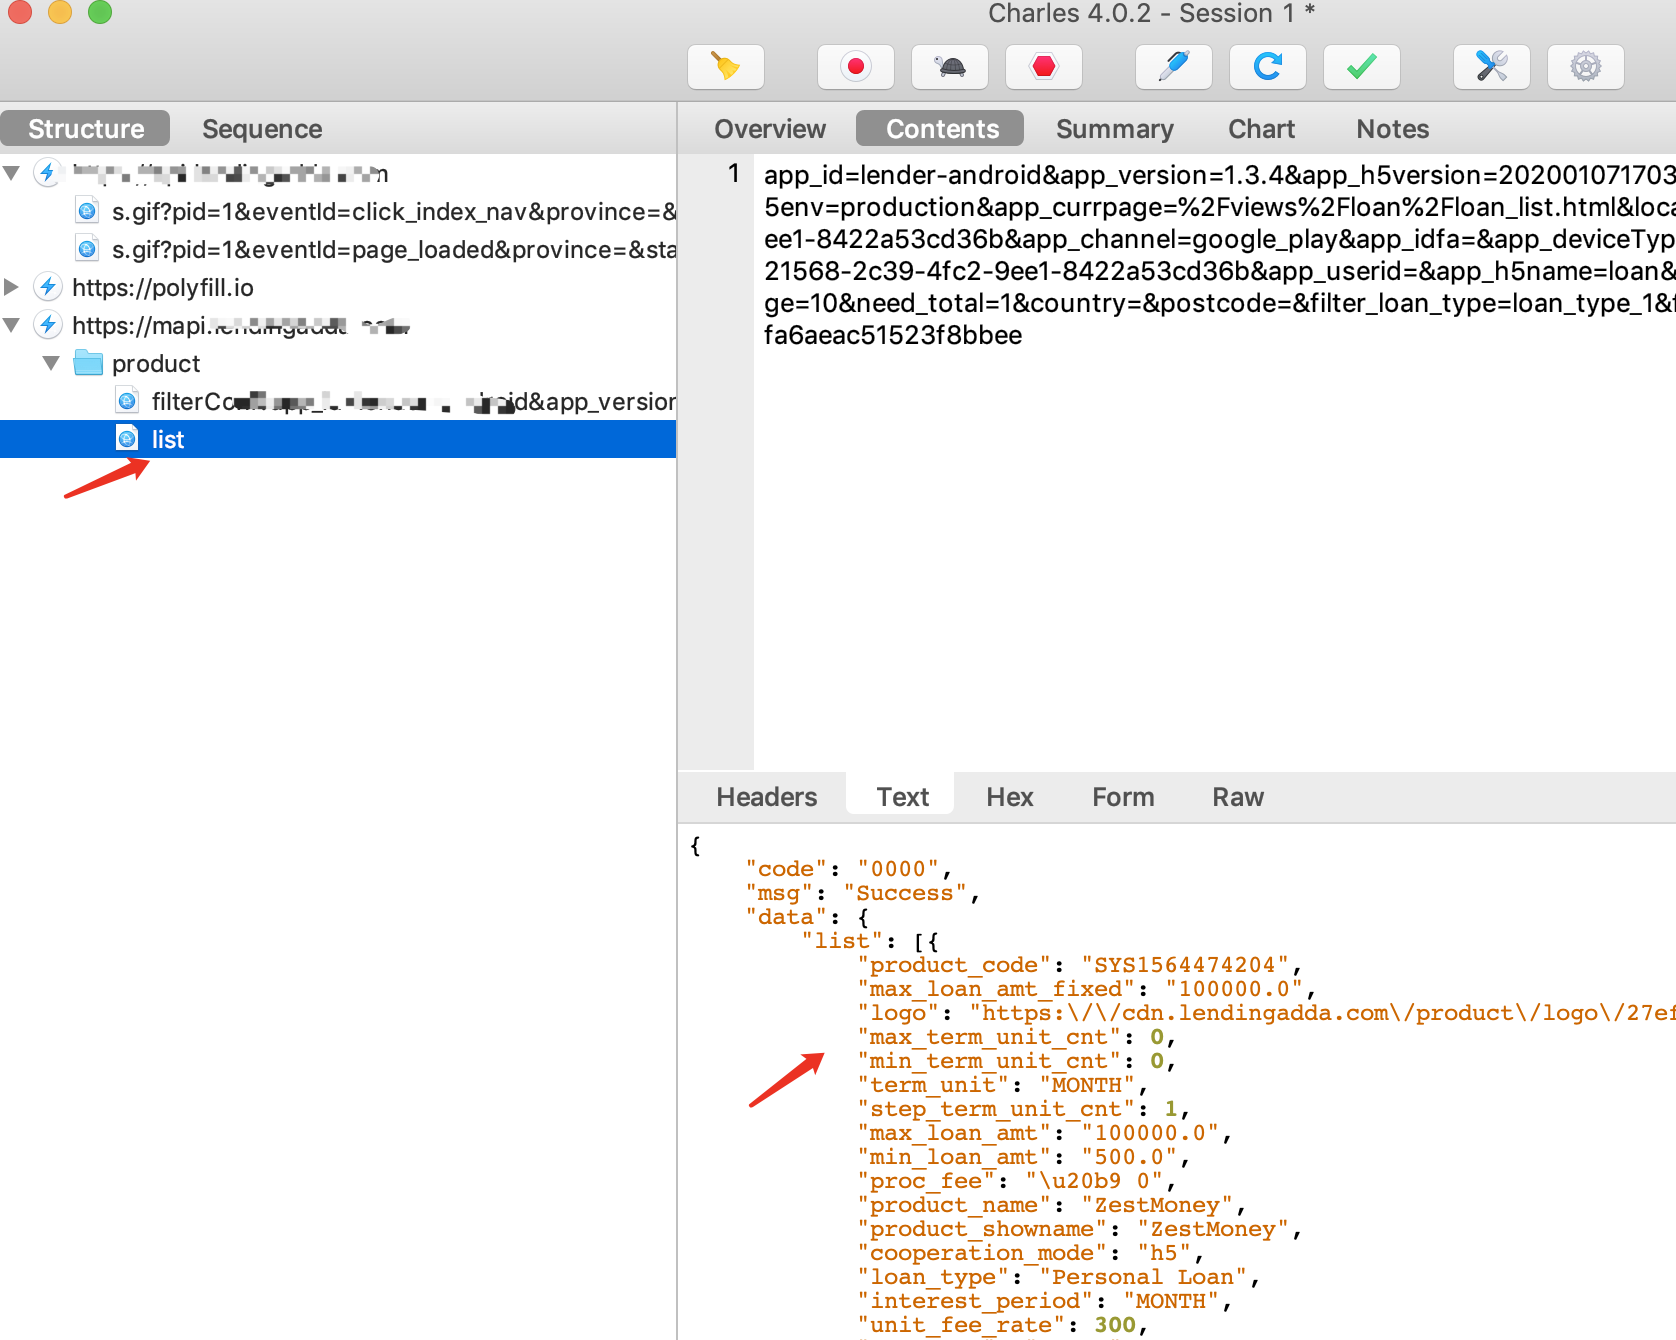 Charles 4.0.2 - Session 1 *
Structure Sequence
Overview Contents Summary Chart Notes
s.gif?pid=1&eventId=click_index_nav&province=&
s.gif?pid=1&eventId=page_loaded&province=&sta
https://polyfill.io
https://mapi.
product
filterCo &app_version
list
1
app_id=lender-android&app_version=1.3.4&app_h5version=202001071703
5env=production&app_currpage=%2Fviews%2Floan%2Floan_list.html&loca
ee1-8422a53cd36b&app_channel=google_play&app_idfa=&app_deviceTyp
21568-2c39-4fc2-9ee1-8422a53cd36b&app_userid=&app_h5name=loan&
ge=10&need_total=1&country=&postcode=&filter_loan_type=loan_type_1&f
fa6aeac51523f8bbee
Headers Text Hex Form Raw
{
"code": "0000",
"msg": "Success",
"data": {
"list": [{
"product_code": "SYS1564474204",
"max_loan_amt_fixed": "100000.0",
"logo": "https:\/\/cdn.lendingadda.com\/product\/logo\/27ef
"max_term_unit_cnt": 0,
"min_term_unit_cnt": 0,
"term_unit": "MONTH",
"step_term_unit_cnt": 1,
"max_loan_amt": "100000.0",
"min_loan_amt": "500.0",
"proc_fee": "\u20b9 0",
"product_name": "ZestMoney",
"product_showname": "ZestMoney",
"cooperation_mode": "h5",
"loan_type": "Personal Loan",
"interest_period": "MONTH",
"unit_fee_rate": 300,